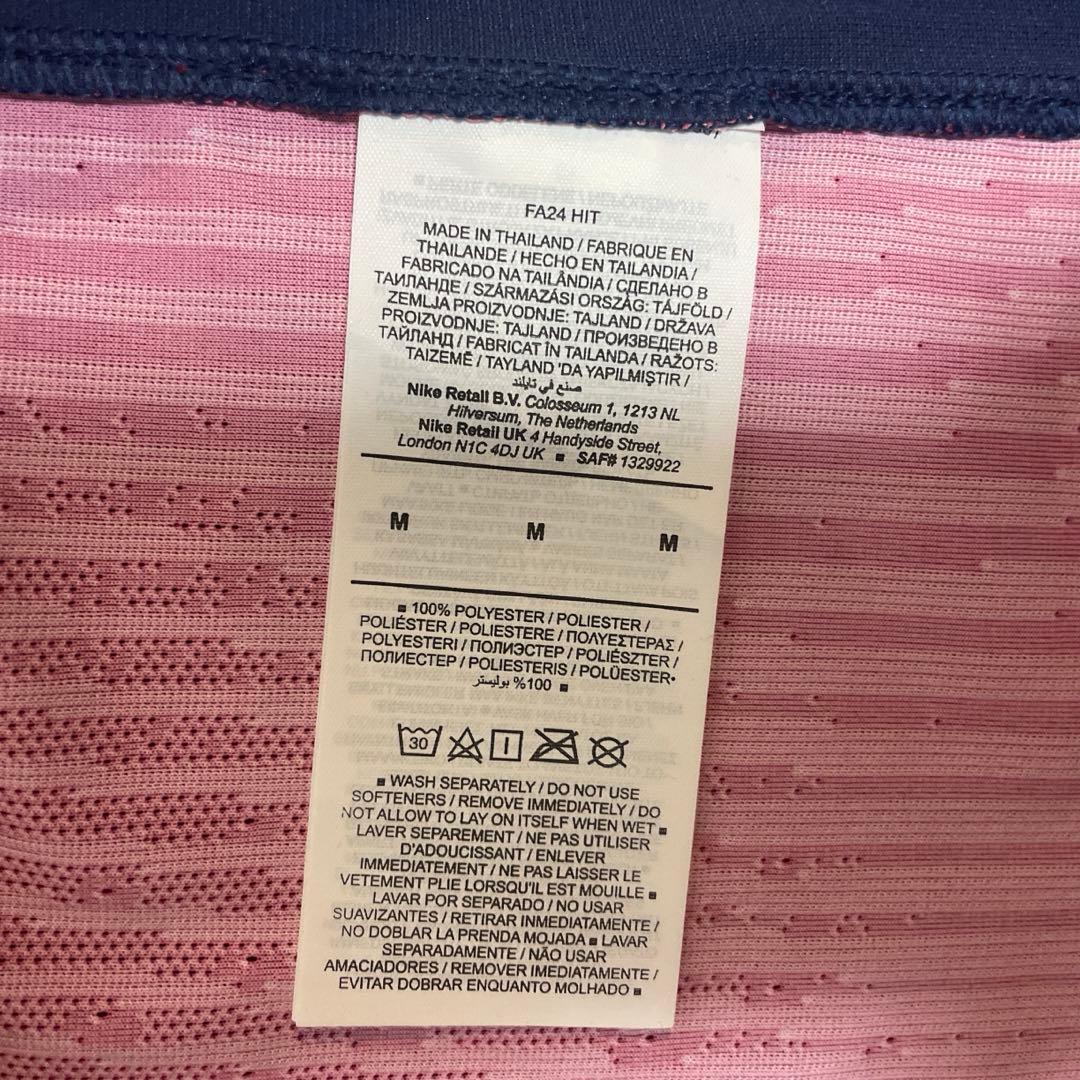 FA24 HIT
MADE IN THAILAND / FABRIQUE EN
THAILANDE / HECHO EN TAILANDIA /
FABRICADO NA TAILÂNDIA / СДЕЛАНО В
ТАИЛАНДЕ / SZÁRMAZÁSI ORSZÁG: TÁJFÖLD /
ZEMLJA PROIZVODNJE: TAJLAND / DRŽAVA
PROIZVODNJE: TAJLAND / ПРОИЗВЕДЕНО В
ТАЙЛАНД / FABRICAT ÎN TAILANDA / RAŽOTS:
TAIZEMĒ / TAYLAND 'DA YAPILMIŞTIR /
صنع في تايلند
Nike Retail B.V. Colosseum 1, 1213 NL
Hilversum, The Netherlands
Nike Retail UK 4 Handyside Street,
London N1C 4DJ UK ■ SAF# 1329922
M M M
■ 100% POLYESTER / POLIESTER /
POLIÉSTER / POLIESTERE / ΠΟΛΥΕΣΤΕΡΑΣ /
POLYESTERI / ПОЛИЭСТЕР / POLIÉSZTER /
ПОЛИЕСТЕР / POLIESTERIS / POLÜESTER•
100% بوليستر ■
30
■ WASH SEPARATELY / DO NOT USE
SOFTENERS / REMOVE IMMEDIATELY / DO
NOT ALLOW TO LAY ON ITSELF WHEN WET ■
LAVER SEPAREMENT / NE PAS UTILISER
D'ADOUCISSANT / ENLEVER
IMMEDIATEMENT / NE PAS LAISSER LE
VETEMENT PLIE LORSQU'IL EST MOUILLE ■
LAVAR POR SEPARADO / NO USAR
SUAVIZANTES / RETIRAR INMEDIATAMENTE /
NO DOBLAR LA PRENDA MOJADA ■ LAVAR
SEPARADAMENTE / NÃO USAR
AMACIADORES / REMOVER IMEDIATAMENTE /
EVITAR DOBRAR ENQUANTO MOLHADO ■